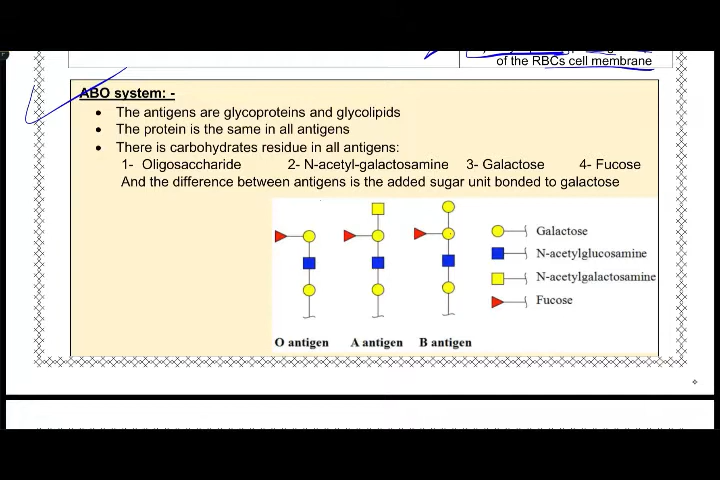 of the RBCs cell membrane
ABO system: -
• The antigens are glycoproteins and glycolipids
• The protein is the same in all antigens
• There is carbohydrates residue in all antigens:
1- Oligosaccharide 2- N-acetyl-galactosamine 3- Galactose 4- Fucose
And the difference between antigens is the added sugar unit bonded to galactose
Galactose
N-acetylglucosamine
N-acetylgalactosamine
Fucose
O antigen A antigen B antigen